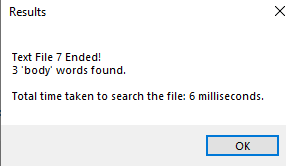 Results
Text File 7 Ended!
3 'body' words found.
Total time taken to search the file: 6 milliseconds.
OK